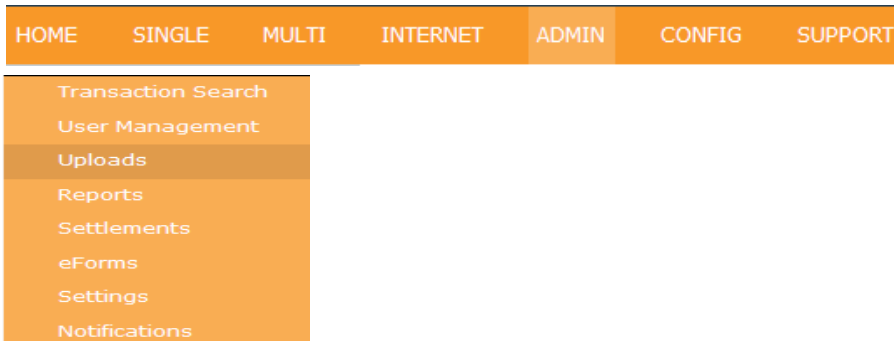 HOME SINGLE MULTI INTERNET ADMIN CONFIG SUPPORT
Transaction Search
User Management
Uploads
Reports
Settlements
eForms
Settings
Notifications